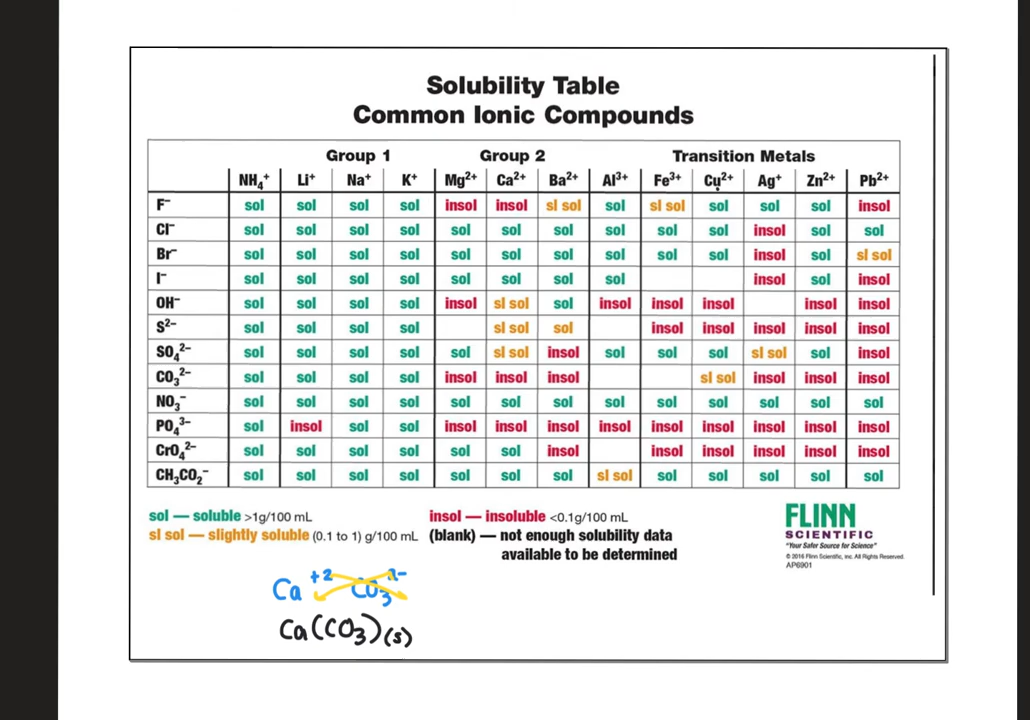 Solubility Table
Common Ionic Compounds
Group 1 Group 2 Transition Metals
NH₄⁺ Li⁺ Na⁺ K⁺ Mg²⁺ Ca²⁺ Ba²⁺ Al³⁺ Fe³⁺ Cu²⁺ Ag⁺ Zn²⁺ Pb²⁺
F⁻ sol sol sol sol insol insol sl sol sol sl sol sol sol sol insol
Cl⁻ sol sol sol sol sol sol sol sol sol sol insol sol sol
Br⁻ sol sol sol sol sol sol sol sol sol sol insol sol sl sol
I⁻ sol sol sol sol sol sol sol sol insol sol insol
OH⁻ sol sol sol sol insol sl sol sol insol insol insol insol insol
S²⁻ sol sol sol sol sl sol sol insol insol insol insol insol
SO₄²⁻ sol sol sol sol sol sl sol insol sol sol sol sl sol sol insol
CO₃²⁻ sol sol sol sol insol insol insol sl sol insol insol insol
NO₃⁻ sol sol sol sol sol sol sol sol sol sol sol sol sol
PO₄³⁻ sol insol sol sol insol insol insol insol insol insol insol insol insol
CrO₄²⁻ sol sol sol sol sol sol insol insol insol insol insol insol
CH₃CO₂⁻ sol sol sol sol sol sol sol sl sol sol sol sol sol sol
sol — soluble >1g/100 mL insol — insoluble <0.1g/100 mL
sl sol — slightly soluble (0.1 to 1) g/100 mL (blank) — not enough solubility data
available to be determined
FLINN
SCIENTIFIC
"Your Safer Source for Science"
© 2016 Flinn Scientific, Inc. All Rights Reserved.
AP6901
Ca⁺² CO₃²⁻
Ca(CO₃)(s)